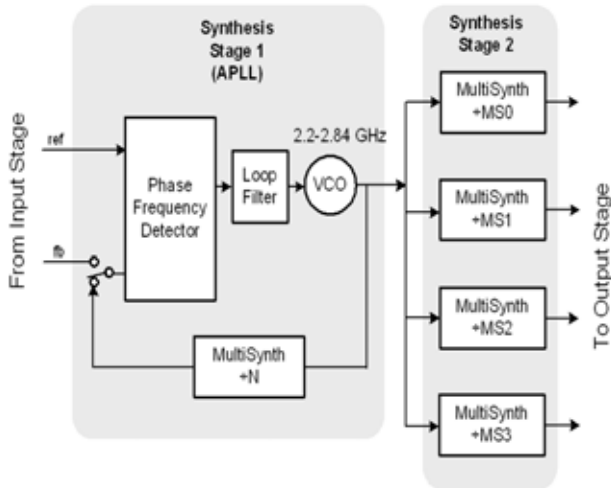 Synthesis
Stage 1
(APLL)
Synthesis
Stage 2
From Input Stage
ref
fb
Phase
Frequency
Detector
Loop
Filter
2.2-2.84 GHz
VCO
MultiSynth
÷N
MultiSynth
÷MS0
MultiSynth
÷MS1
MultiSynth
÷MS2
MultiSynth
÷MS3
To Output Stage